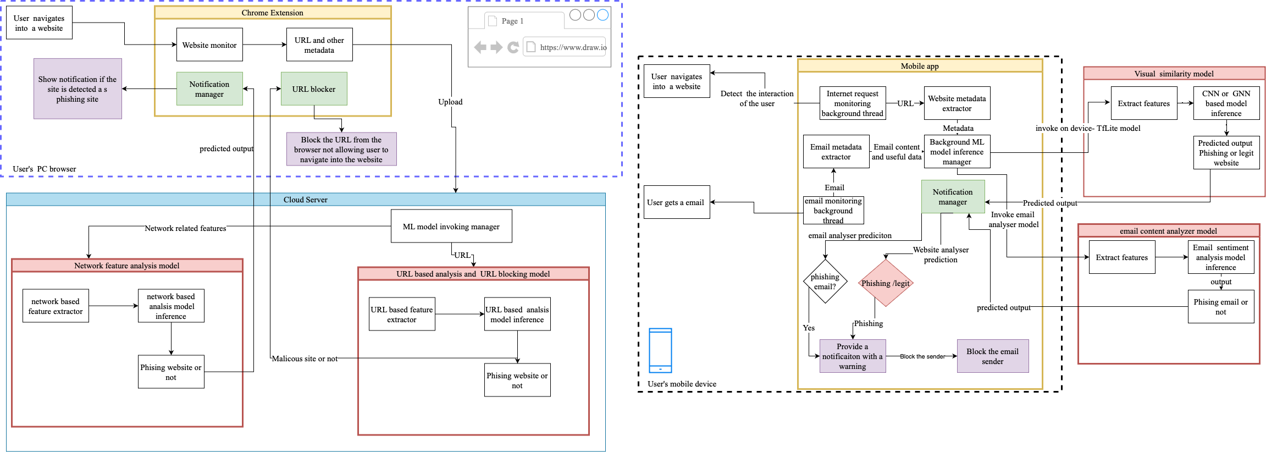 User navigates
into a website
Chrome Extension
Website monitor
URL and other
metadata
Page 1
https://www.draw.io
Show notification if the
site is detected a s
phishing site
Notification
manager
URL blocker
Upload
predicted output
Block the URL from the
browser not allowing user to
navigate into the website
User's PC browser
Cloud Server
ML model invoking manager
Network related features
URL
Network feature analysis model
network based
feature extractor
network based
analsis model
inference
Phising website or
not
URL based analysis and URL blocking model
URL based feature
extractor
URL based analsis
model inference
Malicous site or not
Phising website or
not
User navigates
into a website
Detect the interaction
of the user
Mobile app
Internet request
monitoring
background thread
URL
Website metadata
extractor
Metadata
Email metadata
extractor
Email content
and useful data
Background ML
model inference
manager
invoke on device- TfLite model
Email
email monitoring
background
thread
User gets a email
Notification
manager
Predicted output
Invoke email
analyser model
email analyser prediciton
Website analyser
prediction
phishing
email?
Phishing /legit
predicted output
Yes
Phishing
Provide a
notificaiton with a
warning
Block the sender
Block the email
sender
User's mobile device
Visual similarity model
Extract features
CNN or GNN
based model
inference
Predicted output
Phishing or legit
website
email content analyzer model
Extract features
Email sentiment
analysis model
inference
output
Phising email or
not